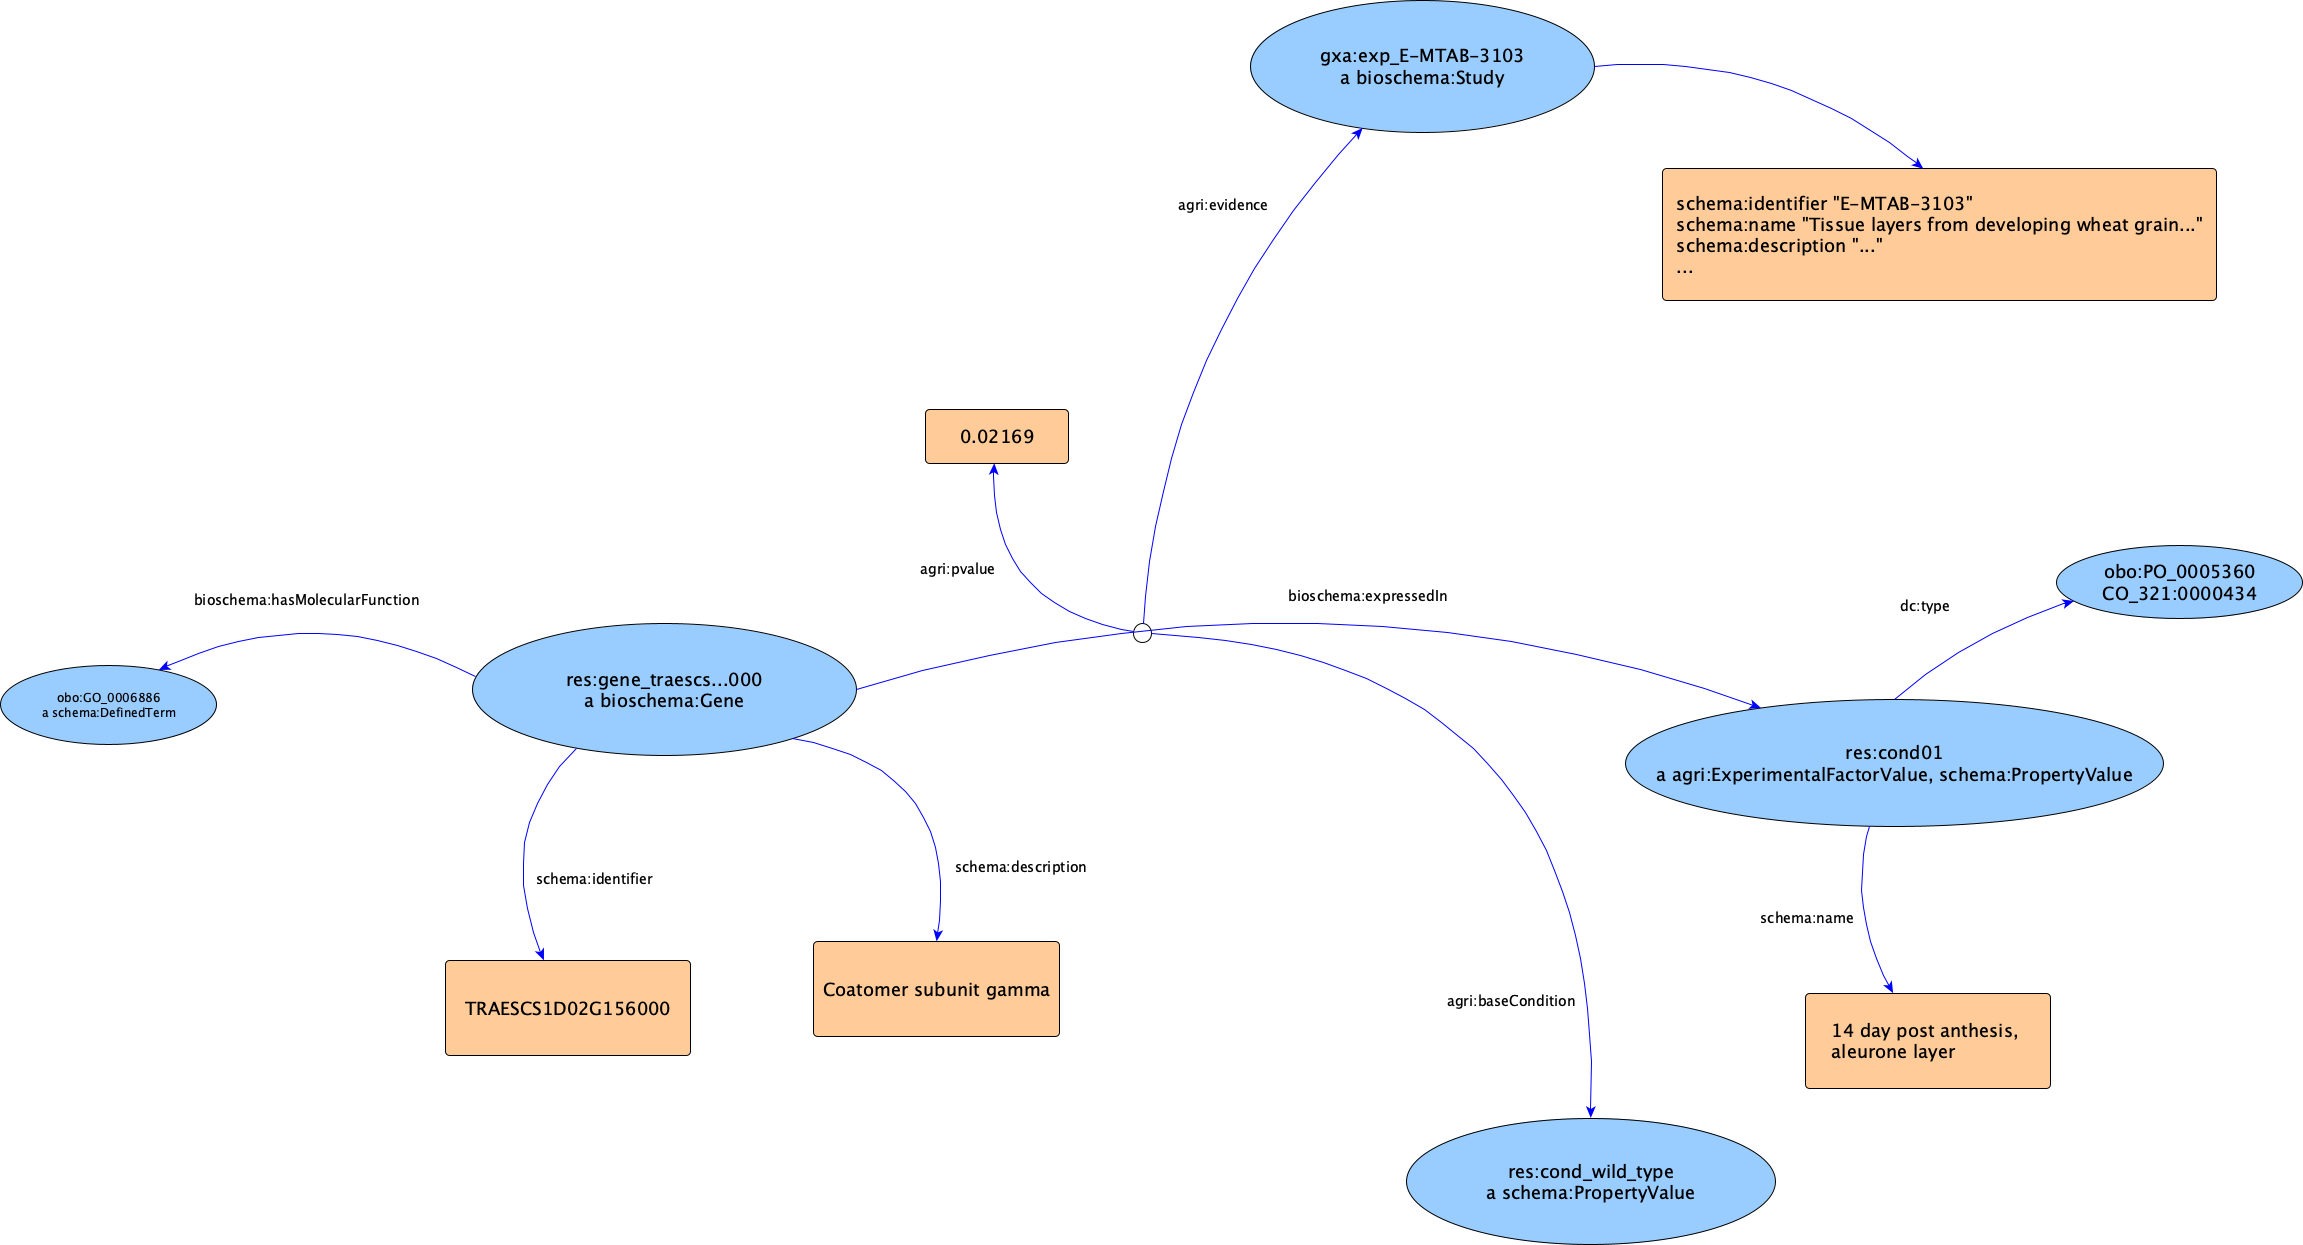 gxa:exp_E-MTAB-3103
a bioschema:Study
schema:identifier "E-MTAB-3103"
schema:name "Tissue layers from developing wheat grain..."
schema:description "..."
...
agri:evidence
0.02169
agri:pvalue
bioschema:expressedIn
obo:PO_0005360
CO_321:0000434
dc:type
bioschema:hasMolecularFunction
obo:GO_0006886
a schema:DefinedTerm
res:gene_traescs...000
a bioschema:Gene
res:cond01
a agri:ExperimentalFactorValue, schema:PropertyValue
schema:identifier
schema:description
schema:name
TRAESCS1D02G156000
Coatomer subunit gamma
agri:baseCondition
14 day post anthesis,
aleurone layer
res:cond_wild_type
a schema:PropertyValue